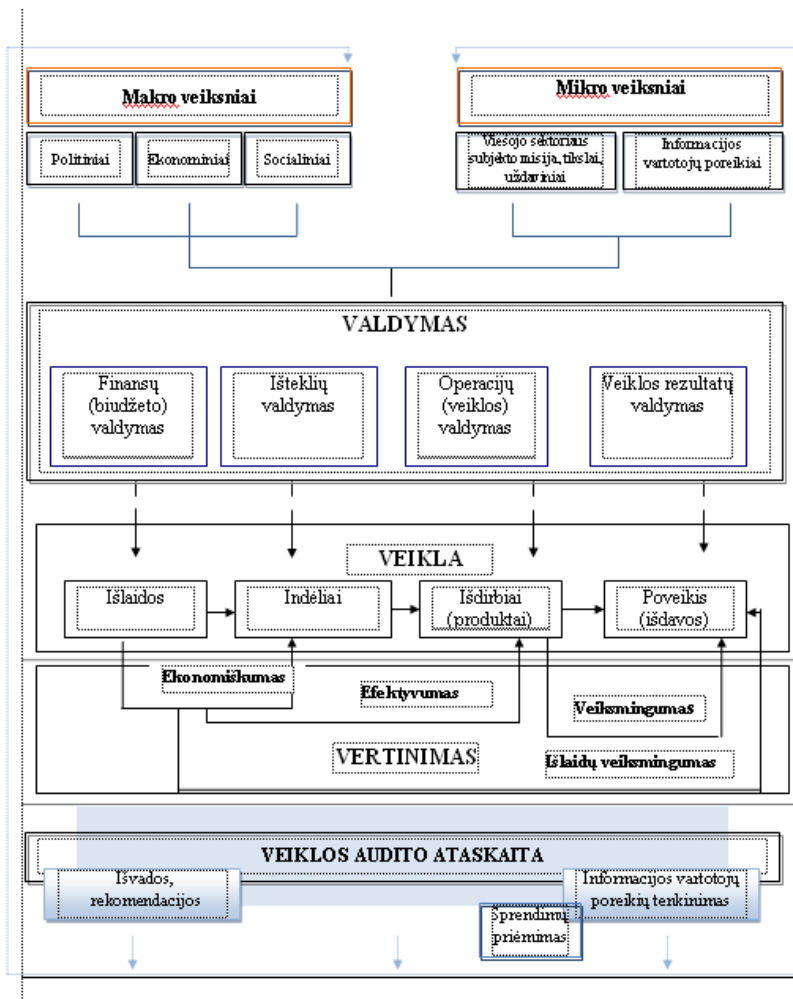 Makro veiksniai
Mikro veiksniai
Politiniai
Ekonominiai
Socialiniai
Viešojo sektoriaus
subjekto misija, tikslai,
uždaviniai
Informacijos
vartotojų poreikiai
VALDYMAS
Finansų
(biudžeto)
valdymas
Išteklių
valdymas
Operacijų
(veiklos)
valdymas
Veiklos rezultatų
valdymas
VEIKLA
Išlaidos
Indėliai
Išdirbiai
(produktai)
Poveikis
(išdavos)
Ekonomiškumas
Efektyvumas
Veiksmingumas
VERTINIMAS
Išlaidų veiksmingumas
VEIKLOS AUDITO ATASKAITA
Išvados,
rekomendacijos
Informacijos vartotojų
poreikių tenkinimas
Sprendimų
priėmimas